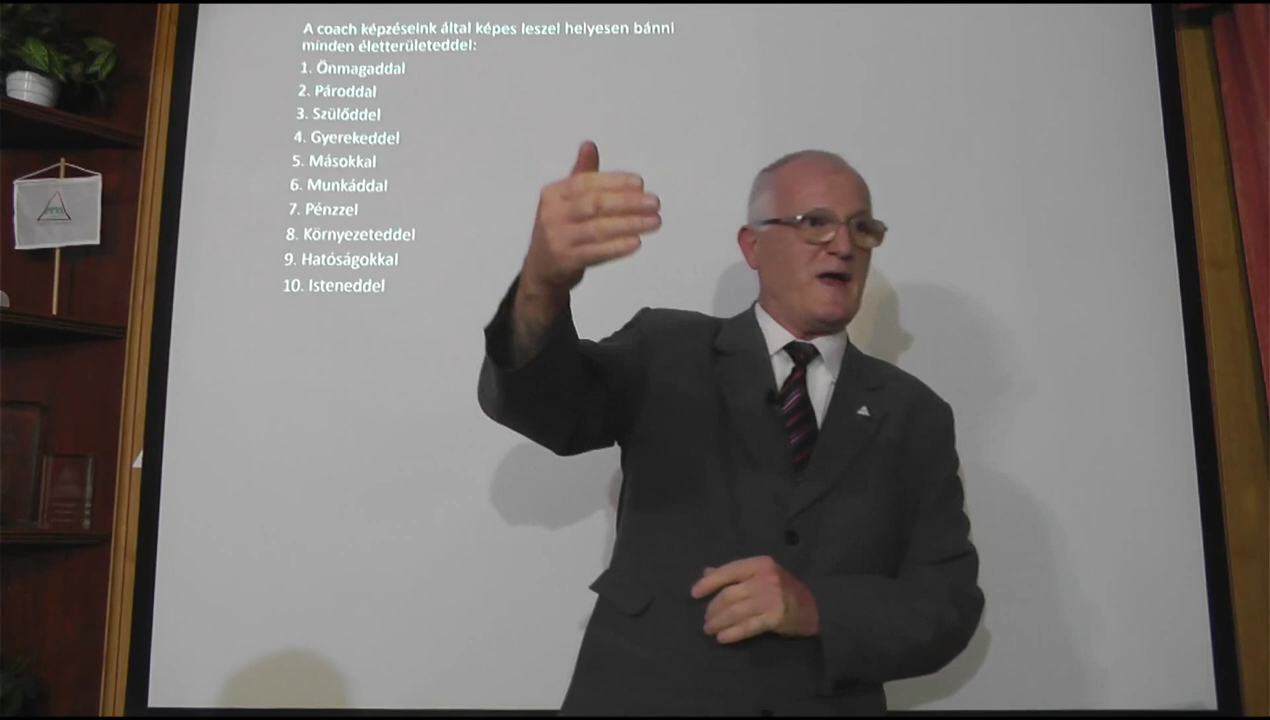 A coach képzéseink által képes leszel helyesen bánni
minden életterületeddel:
1. Önmagaddal
2. Pároddal
3. Szülőddel
4. Gyerekeddel
5. Másokkal
6. Munkáddal
7. Pénzzel
8. Környezeteddel
9. Hatóságokkal
10. Isteneddel